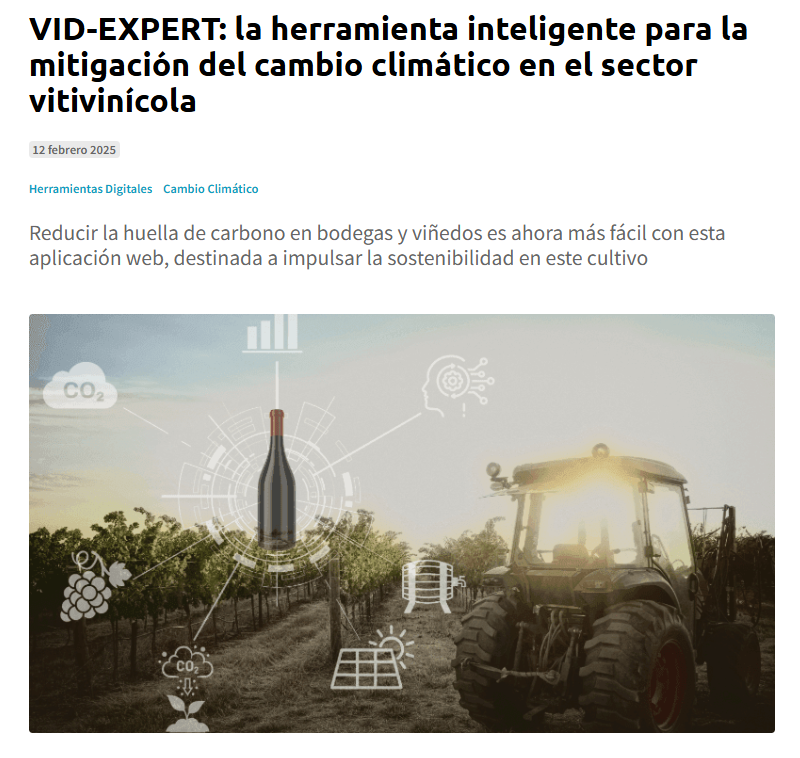 VID-EXPERT: la herramienta inteligente para la
mitigación del cambio climático en el sector
vitivinícola
12 febrero 2025
Herramientas Digitales Cambio Climático
Reducir la huella de carbono en bodegas y viñedos es ahora más fácil con esta
aplicación web, destinada a impulsar la sostenibilidad en este cultivo
CO₂
CO₂